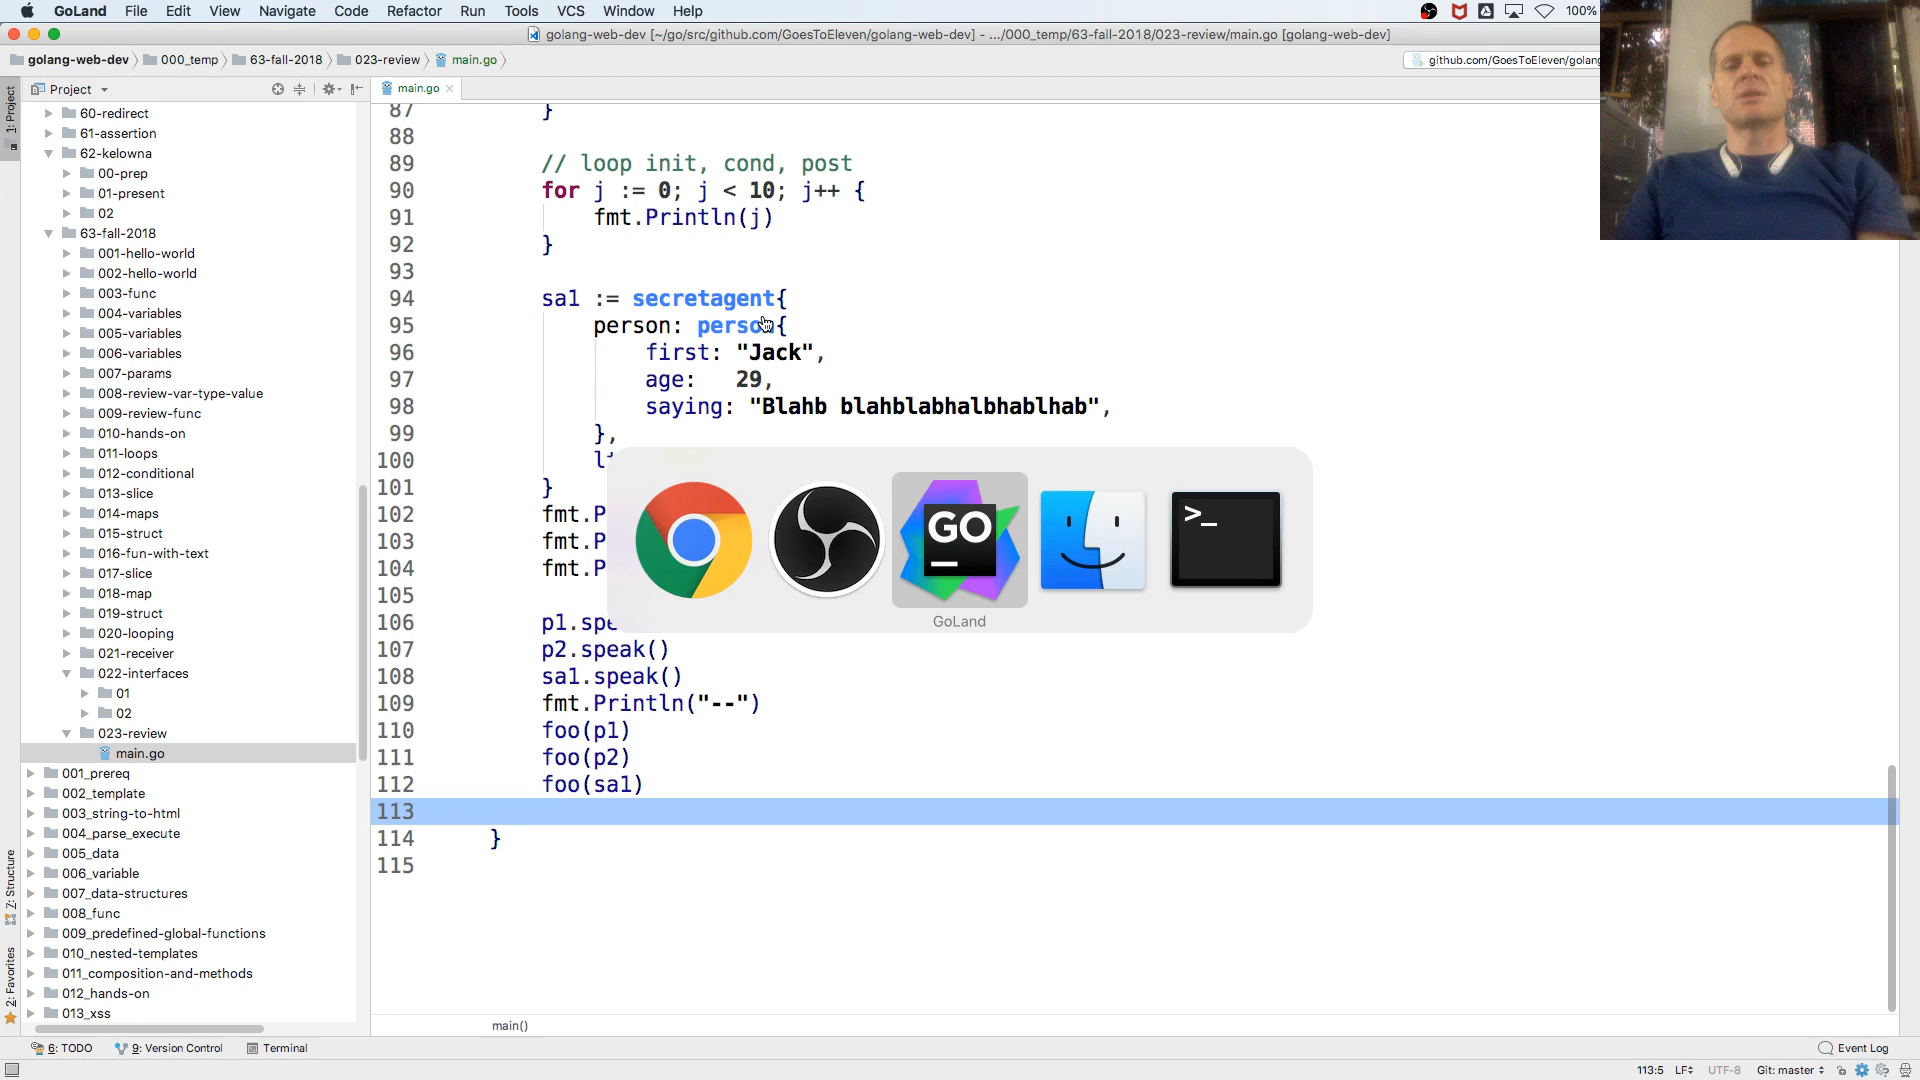 GoLand File Edit View Navigate Code Refactor Run Tools VCS Window Help 100%
golang-web-dev [~/go/src/github.com/GoesToEleven/golang-web-dev] - .../000_temp/63-fall-2018/023-review/main.go [golang-web-dev]
golang-web-dev 000_temp 63-fall-2018 023-review main.go github.com/GoesToEleven/golang
1: Project
Project
main.go
60-redirect
61-assertion
62-kelowna
00-prep
01-present
02
63-fall-2018
001-hello-world
002-hello-world
003-func
004-variables
005-variables
006-variables
007-params
008-review-var-type-value
009-review-func
010-hands-on
011-loops
012-conditional
013-slice
014-maps
015-struct
016-fun-with-text
017-slice
018-map
019-struct
020-looping
021-receiver
022-interfaces
01
02
023-review
main.go
001_prereq
002_template
003_string-to-html
004_parse_execute
005_data
006_variable
007_data-structures
008_func
009_predefined-global-functions
010_nested-templates
011_composition-and-methods
012_hands-on
013_xss
7: Structure
2: Favorites
87 }
88
89 // loop init, cond, post
90 for j := 0; j < 10; j++ {
91 fmt.Println(j)
92 }
93
94 sa1 := secretagent{
95 person: person{
96 first: "Jack",
97 age: 29,
98 saying: "Blahb blahblabhalbhablhab",
99 },
100
101 }
102 fmt.P
103 fmt.P
104 fmt.P
105
106 p1.spe
107 p2.speak()
108 sa1.speak()
109 fmt.Println("--")
110 foo(p1)
111 foo(p2)
112 foo(sa1)
113
114 }
115
GO
>_
GoLand
main()
6: TODO 9: Version Control Terminal Event Log
113:5 LF UTF-8 Git: master